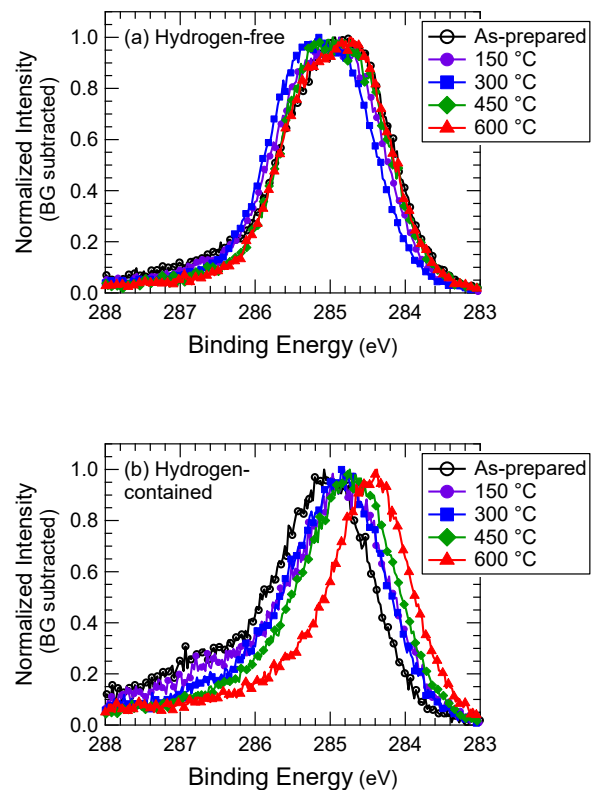 (a) Hydrogen-free
As-prepared
150 °C
300 °C
450 °C
600 °C
1.0
0.8
0.6
0.4
0.2
0.0
Normalized Intensity
(BG subtracted)
288
287
286
285
284
283
Binding Energy (eV)
(b) Hydrogen-
contained
As-prepared
150 °C
300 °C
450 °C
600 °C
1.0
0.8
0.6
0.4
0.2
0.0
Normalized Intensity
(BG subtracted)
288
287
286
285
284
283
Binding Energy (eV)